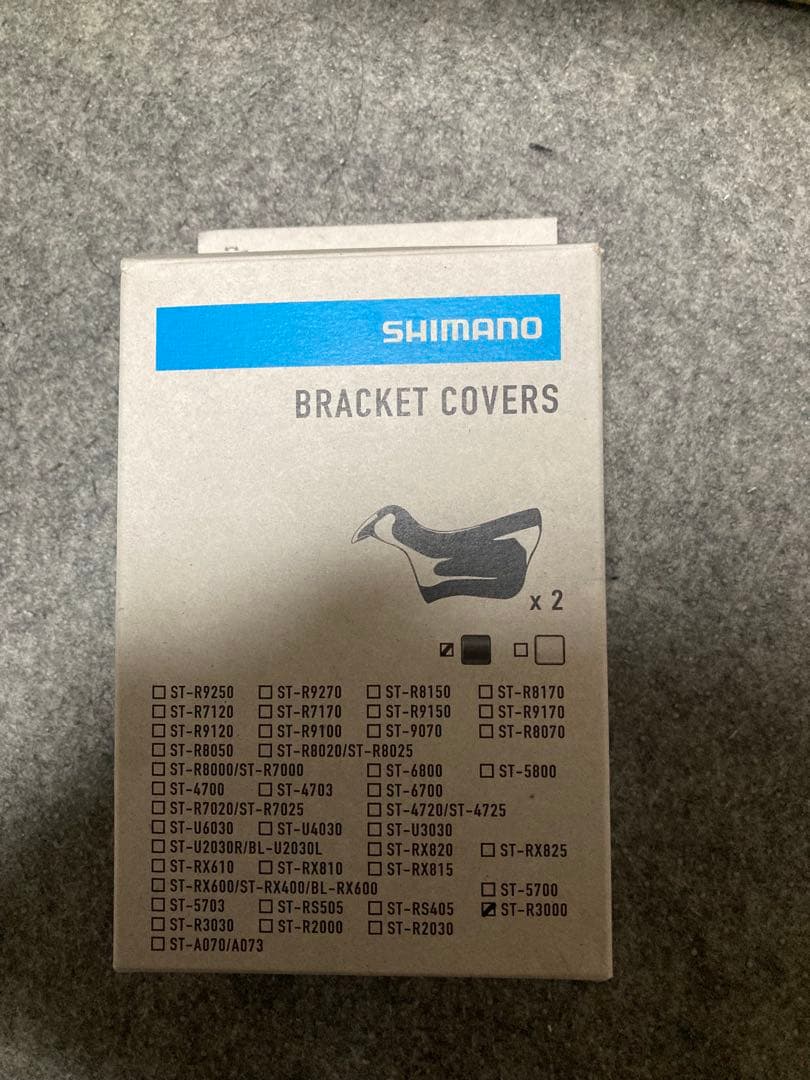 SHIMANO
BRACKET COVERS
x 2
ST-R9250 ST-R9270 ST-R8150 ST-R8170
ST-R7120 ST-R7170 ST-R9150 ST-R9170
ST-R9120 ST-R9100 ST-9070 ST-R8070
ST-R8050 ST-R8020/ST-R8025
ST-R8000/ST-R7000 ST-6800 ST-5800
ST-4700 ST-4703 ST-6700
ST-R7020/ST-R7025 ST-4720/ST-4725
ST-U6030 ST-U4030 ST-U3030
ST-U2030R/BL-U2030L ST-RX820 ST-RX825
ST-RX610 ST-RX810 ST-RX815
ST-RX600/ST-RX400/BL-RX600 ST-5700
ST-5703 ST-RS505 ST-RS405 ST-R3000
ST-R3030 ST-R2000 ST-R2030
ST-A070/A073